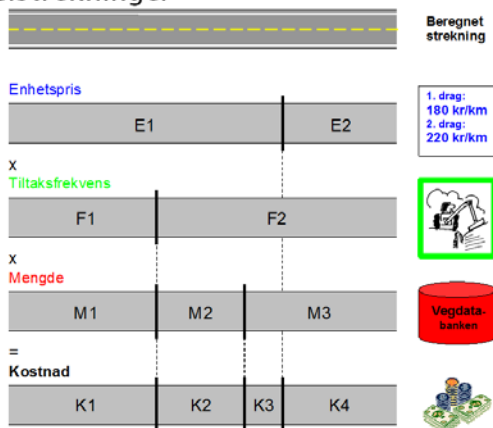 Beregnet
strekning
Enhetspris
E1
E2
1. drag:
180 kr/km
2. drag:
220 kr/km
x
Tiltaksfrekvens
F1
F2
x
Mengde
M1
M2
M3
Vegdata-
banken
=
Kostnad
K1
K2
K3
K4